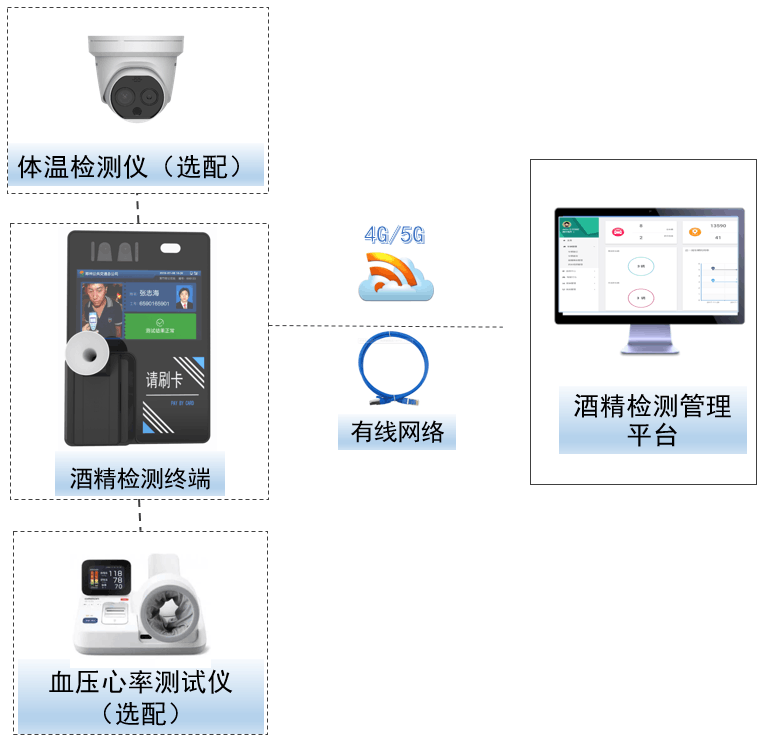 体温检测仪（选配）
张志海
6590165901
测试结果正常
请刷卡
PAY BY CARD
酒精检测终端
4G/5G
有线网络
8
13090
2
41
酒精检测管理
平台
118
78
70
血压心率测试仪
（选配）